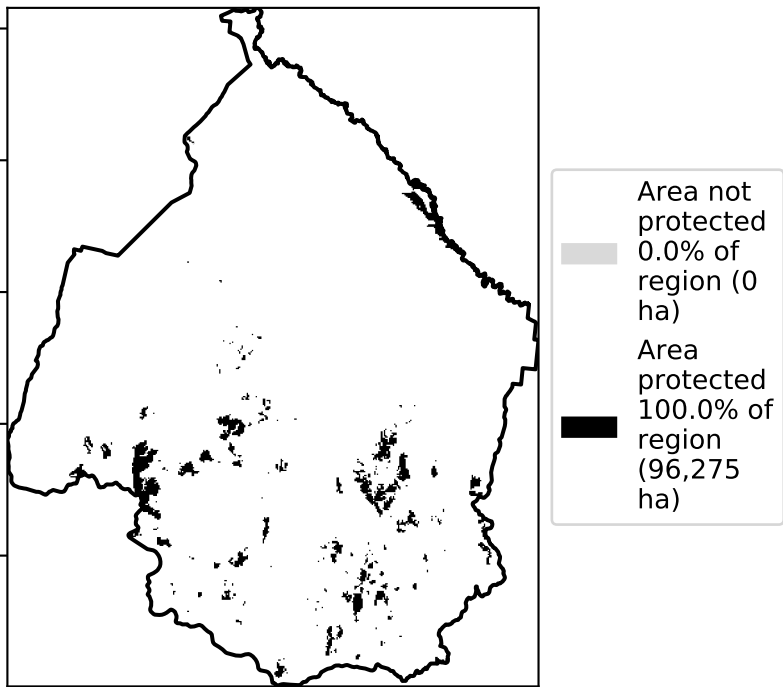 Area not
protected
0.0% of
region (0
ha)
Area
protected
100.0% of
region
(96,275
ha)